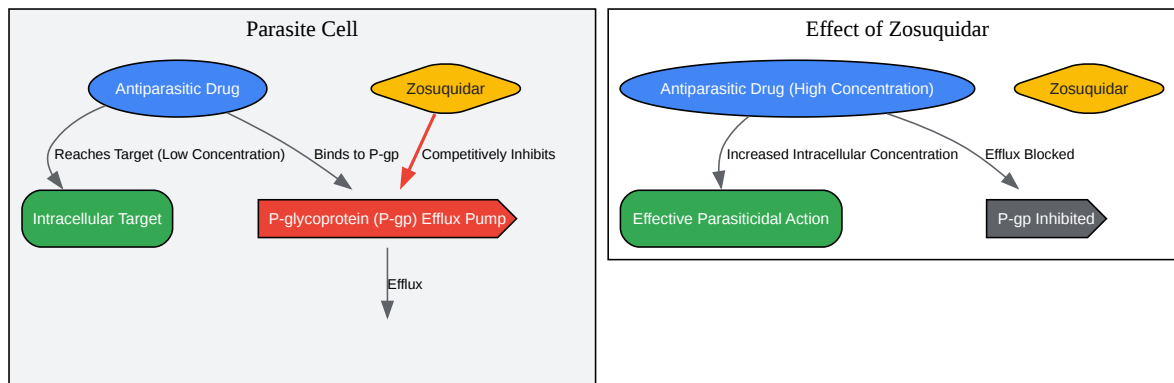 Parasite Cell
Antiparasitic Drug
Zosuquidar
Reaches Target (Low Concentration)
Binds to P-gp
Competitively Inhibits
Intracellular Target
P-glycoprotein (P-gp) Efflux Pump
Efflux
Effect of Zosuquidar
Antiparasitic Drug (High Concentration)
Zosuquidar
Increased Intracellular Concentration
Efflux Blocked
Effective Parasiticidal Action
P-gp Inhibited